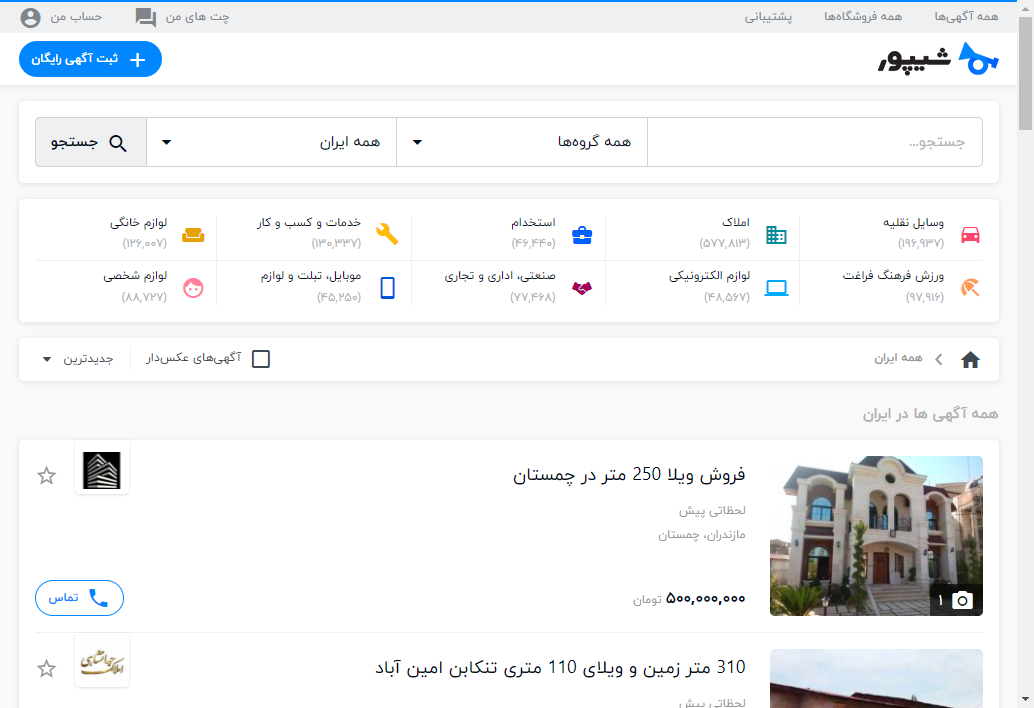 همه آگهی‌ها
همه فروشگاه‌ها
پشتیبانی
چت های من
حساب من
شیپور
ثبت آگهی رایگان
جستجو...
همه گروه‌ها
همه ایران
جستجو
وسایل نقلیه
(۱۹۶,۹۳۷)
املاک
(۵۷۷,۸۱۳)
استخدام
(۴۶,۴۴۰)
خدمات و کسب و کار
(۱۳۰,۳۳۷)
لوازم خانگی
(۱۲۶,۰۰۷)
ورزش فرهنگ فراغت
(۹۷,۹۱۶)
لوازم الکترونیکی
(۴۸,۵۶۷)
صنعتی، اداری و تجاری
(۷۷,۴۶۸)
موبایل، تبلت و لوازم
(۴۵,۲۵۰)
لوازم شخصی
(۸۸,۷۲۷)
همه ایران
آگهی‌های عکس‌دار
جدیدترین
همه آگهی ها در ایران
فروش ویلا 250 متر در چمستان
لحظاتی پیش
مازندران، چمستان
۵۰۰,۰۰۰,۰۰۰ تومان
۱
تماس
310 متر زمین و ویلای 110 متری تنکابن امین آباد
لحظاتی پیش